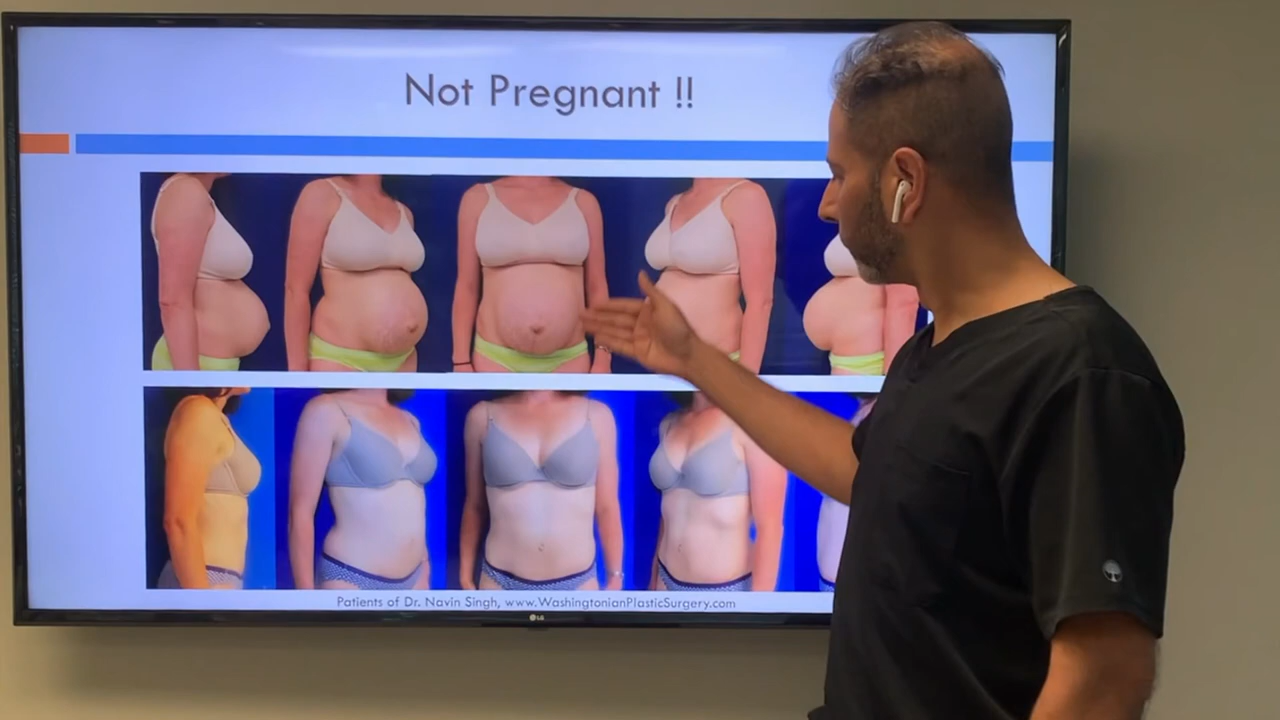 Not Pregnant !!
Patients of Dr. Navin Singh, www.WashingtonianPlasticSurgery.com
LG